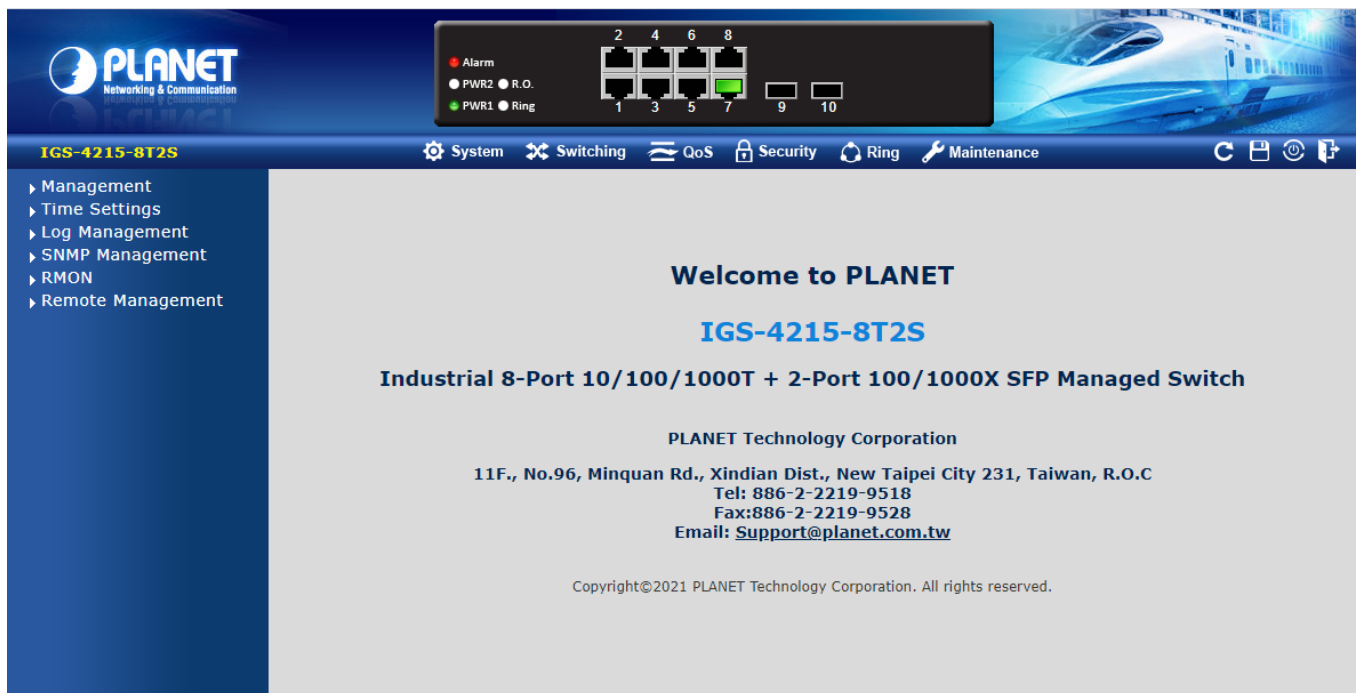 PLANET
Networking & Communication
2 4 6 8
Alarm
PWR2 R.O.
PWR1 Ring
1 3 5 7 9 10
IGS-4215-8T2S
System Switching QoS Security Ring Maintenance
Management
Time Settings
Log Management
SNMP Management
RMON
Remote Management
Welcome to PLANET
IGS-4215-8T2S
Industrial 8-Port 10/100/1000T + 2-Port 100/1000X SFP Managed Switch
PLANET Technology Corporation
11F., No.96, Minquan Rd., Xindian Dist., New Taipei City 231, Taiwan, R.O.C
Tel: 886-2-2219-9518
Fax:886-2-2219-9528
Email: Support@planet.com.tw
Copyright©2021 PLANET Technology Corporation. All rights reserved.